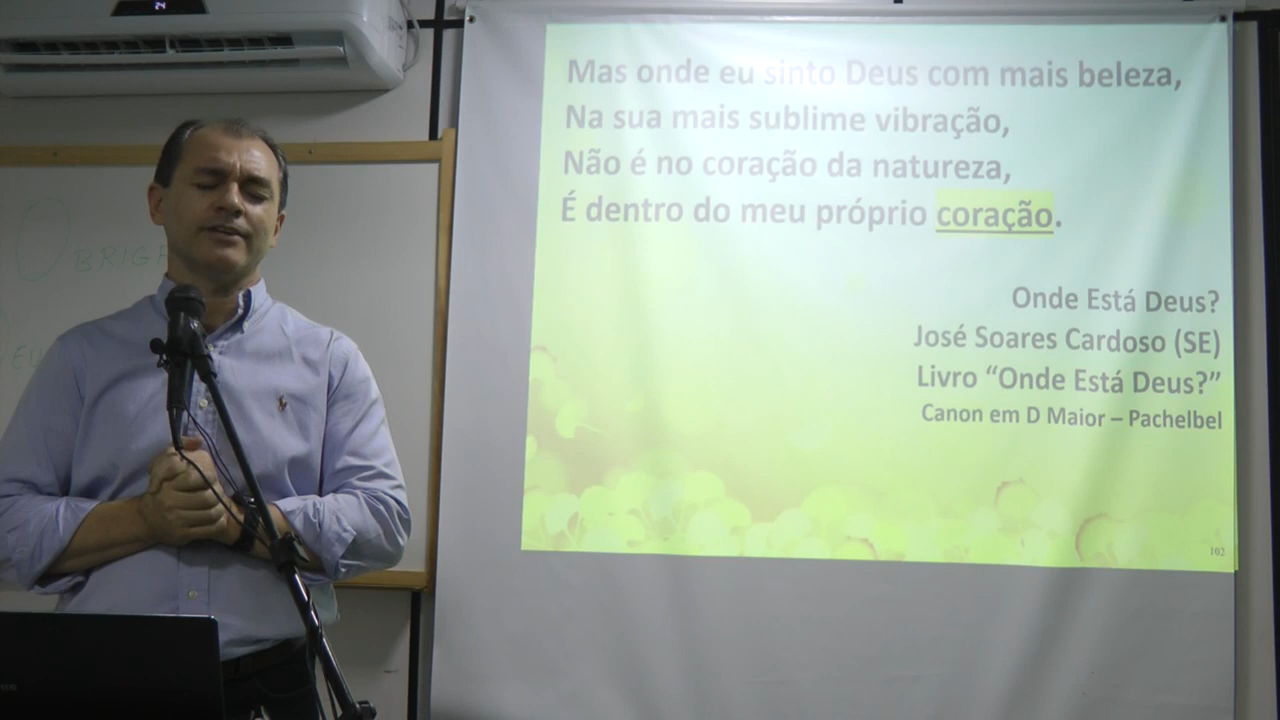 24
Mas onde eu sinto Deus com mais beleza,
Na sua mais sublime vibração,
Não é no coração da natureza,
É dentro do meu próprio coração.
Onde Está Deus?
José Soares Cardoso (SE)
Livro “Onde Está Deus?”
Canon em D Maior – Pachelbel
102